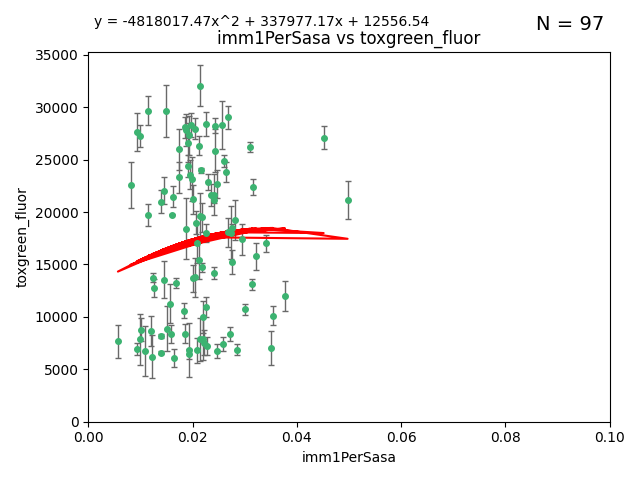 y = -4818017.47x^2 + 337977.17x + 12556.54
N = 97
imm1PerSasa vs toxgreen_fluor
35000
30000
25000
20000
15000
10000
5000
0
toxgreen_fluor
0.00 0.02 0.04 0.06 0.08 0.10
imm1PerSasa